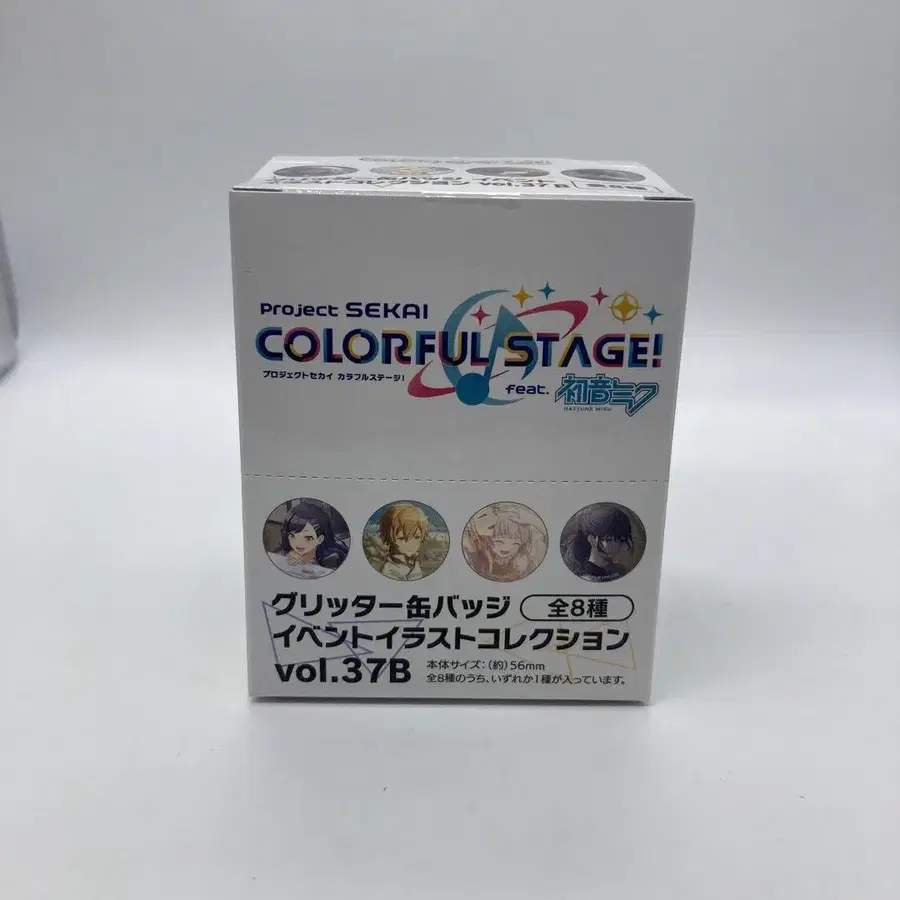 Project SEKAI
COLORFUL STAGE!
プロジェクトセカイ カラフルステージ!
feat. 初音ミク
HATSUNE MIKU
グリッター缶バッジ 全8種
イベントイラストコレクション
vol.37B
本体サイズ:(約)56mm
全8種のうち、いずれか1種が入っています。